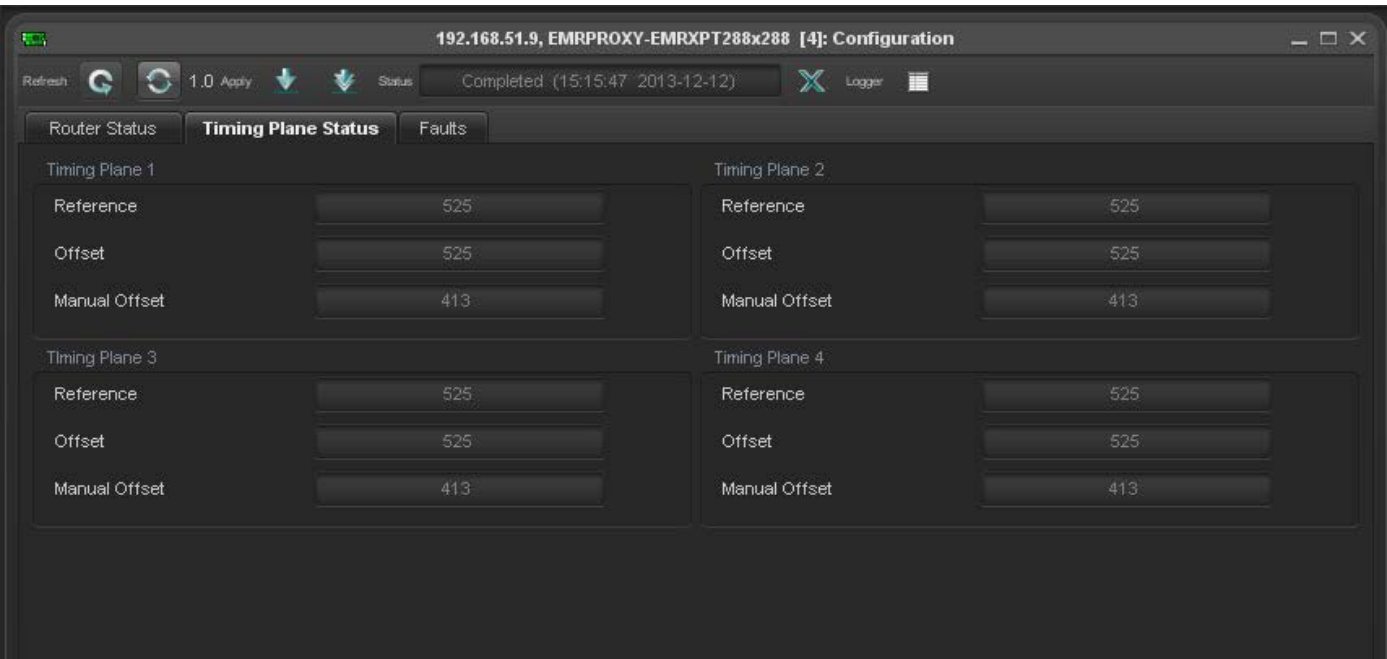 192.168.51.9, EMRPROXY-EMRXPT288x288 [4]: Configuration
Refresh 1.0 Apply Status Completed (15:15:47 2013-12-12) Logger
Router Status Timing Plane Status Faults
Timing Plane 1
Reference 525
Offset 525
Manual Offset 413
Timing Plane 2
Reference 525
Offset 525
Manual Offset 413
TIming Plane 3
Reference 525
Offset 525
Manual Offset 413
Timing Plane 4
Reference 525
Offset 525
Manual Offset 413